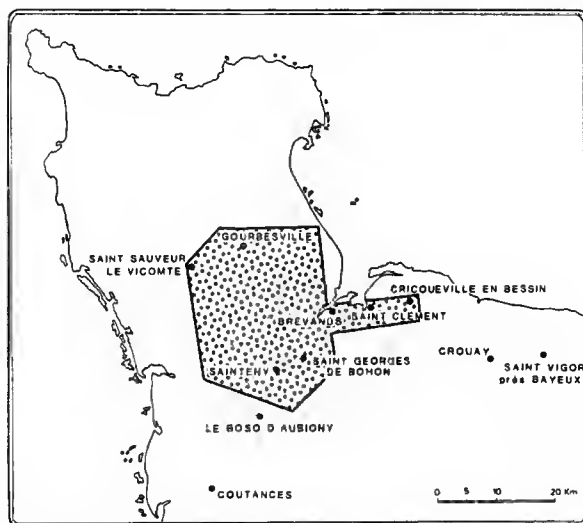 GOURBESVILLE
SAINT SAUVEUR
LE VICOMTE
CRICQUEVILLE EN BESSIN
BREVANDS
SAINT CLEMENT
SAINT GEORGES
DE BOHON
SAINTENY
CROUAY
SAINT VIGOR
près BAYEUX
LE BOSQ D AUBIGNY
COUTANCES
0 5 10 20 Km